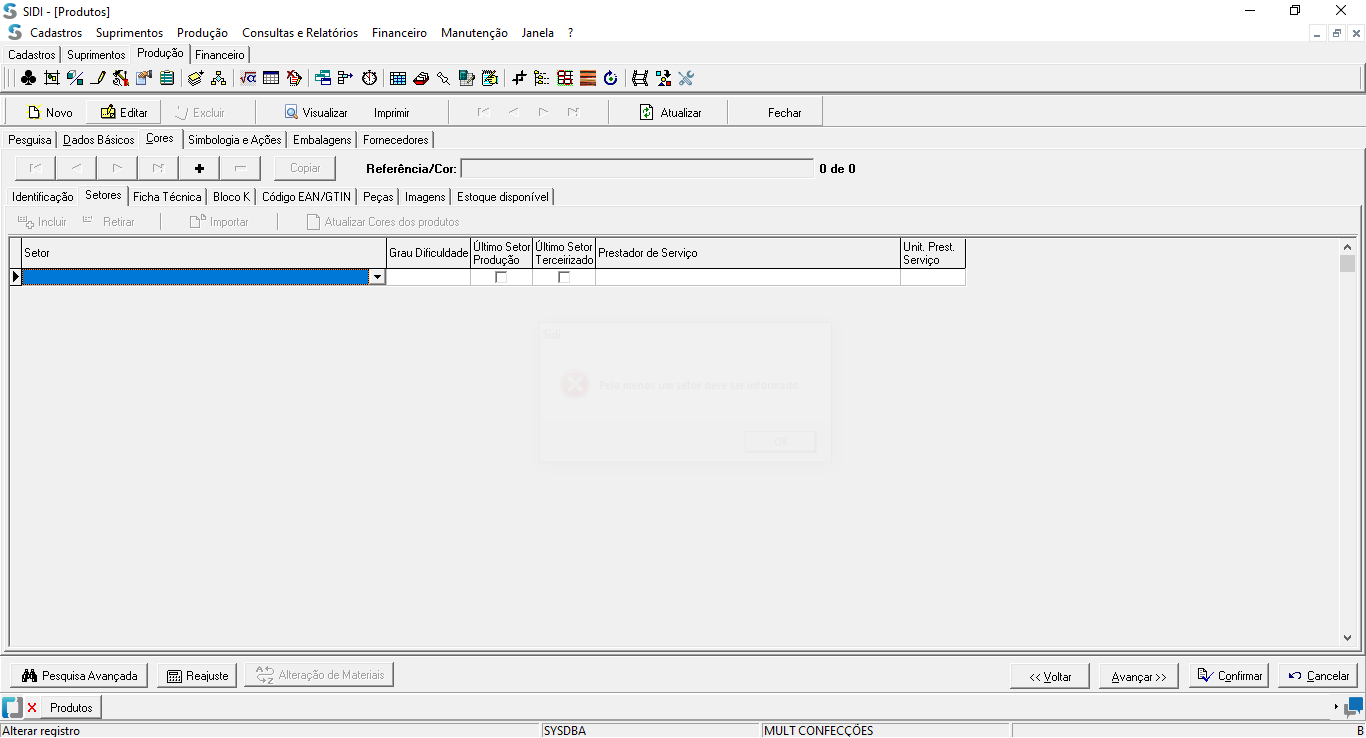 SIDI - [Produtos]
Cadastros Suprimentos Produção Consultas e Relatórios Financeiro Manutenção Janela ?
Cadastros Suprimentos Produção Financeiro
Novo Editar Excluir Visualizar Imprimir Atualizar Fechar
Pesquisa Dados Básicos Cores Simbologia e Ações Embalagens Fornecedores
Copiar Referência/Cor: 0 de 0
Identificação Setores Ficha Técnica Bloco K Código EAN/GTIN Peças Imagens Estoque disponível
Incluir Retirar Importar Atualizar Cores dos produtos
Setor Grau Dificuldade Último Setor Produção Último Setor Terceirizado Prestador de Serviço Unit. Prest. Serviço
Sidi
Pelo menos um setor deve ser informado
OK
Pesquisa Avançada Reajuste Alteração de Materiais << Voltar Avançar >> Confirmar Cancelar
Produtos
Alterar registro SYSDBA MULT CONFECÇÕES B